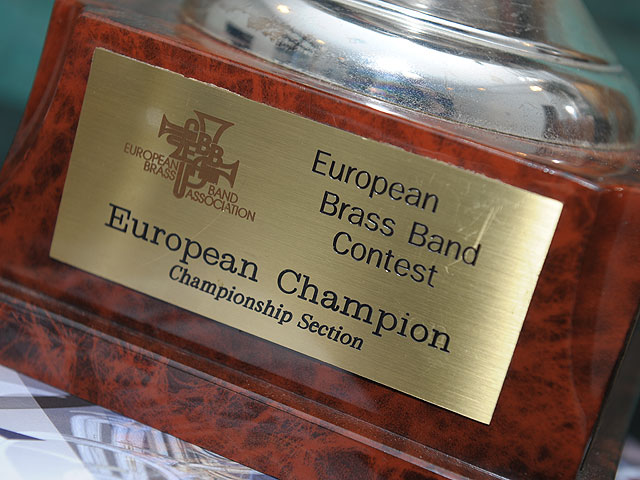 EUROPEAN
BRASS BAND
ASSOCIATION
European
Brass Band
Contest
European Champion
Championship Section